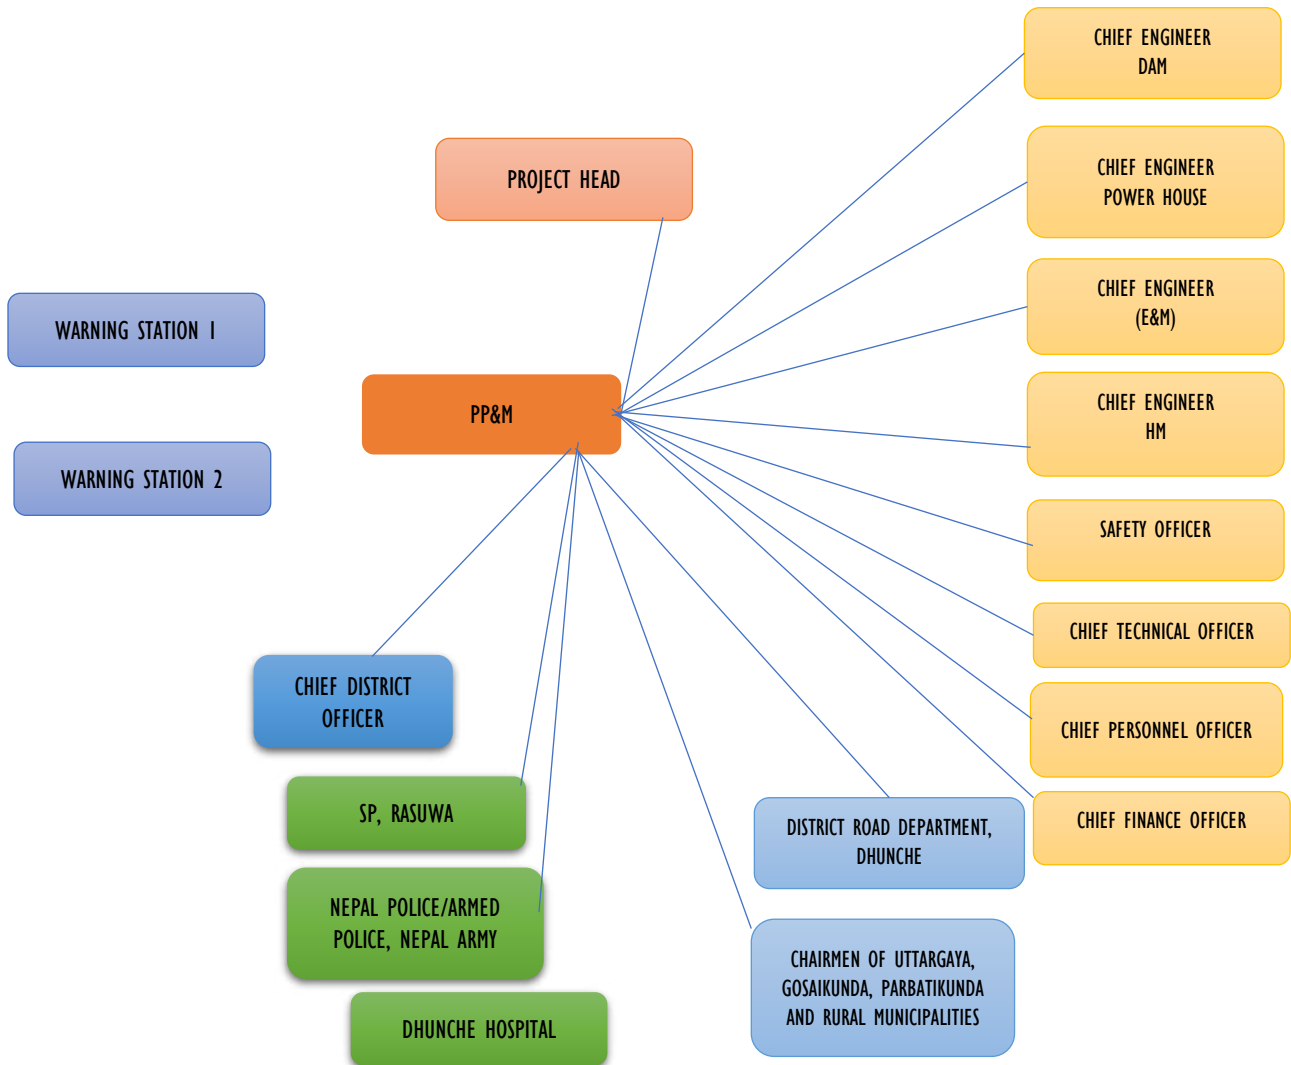 CHIEF ENGINEER
DAM
PROJECT HEAD
CHIEF ENGINEER
POWER HOUSE
CHIEF ENGINEER
(E&M)
WARNING STATION 1
PP&M
CHIEF ENGINEER
HM
WARNING STATION 2
SAFETY OFFICER
CHIEF TECHNICAL OFFICER
CHIEF DISTRICT
OFFICER
CHIEF PERSONNEL OFFICER
SP, RASUWA
DISTRICT ROAD DEPARTMENT,
DHUNCHE
CHIEF FINANCE OFFICER
NEPAL POLICE/ARMED
POLICE, NEPAL ARMY
CHAIRMEN OF UTTARGAYA,
GOSAIKUNDA, PARBATIKUNDA
AND RURAL MUNICIPALITIES
DHUNCHE HOSPITAL